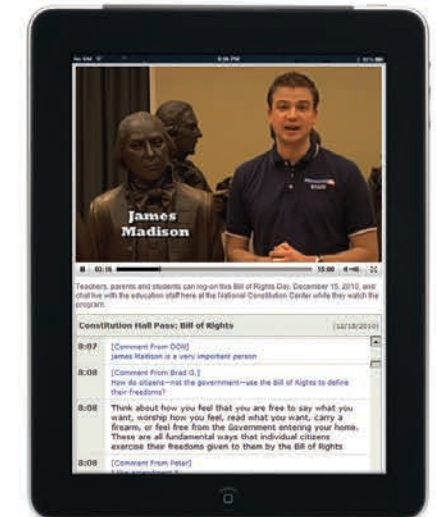 No SIM
James
Madison
03:16 15:00
Teachers, parents and students can log-on this Bill of Rights Day, December 15, 2010, and
chat live with the education staff here at the National Constitution Center while they watch the
program.
Constitution Hall Pass: Bill of Rights (12/15/2010)
8:07 [Comment From DOW]
James Madison is a very important person
8:08 [Comment From Brad G.]
How do citizens—not the government—use the Bill of Rights to define
their freedoms?
8:08 Think about how you feel that you are free to say what you
want, worship how you feel, read what you want, carry a
firearm, or feel free from the Government entering your home.
These are all fundamental ways that individual citizens
exercise their freedoms given to them by the Bill of Rights
8:08 [Comment From Peter]